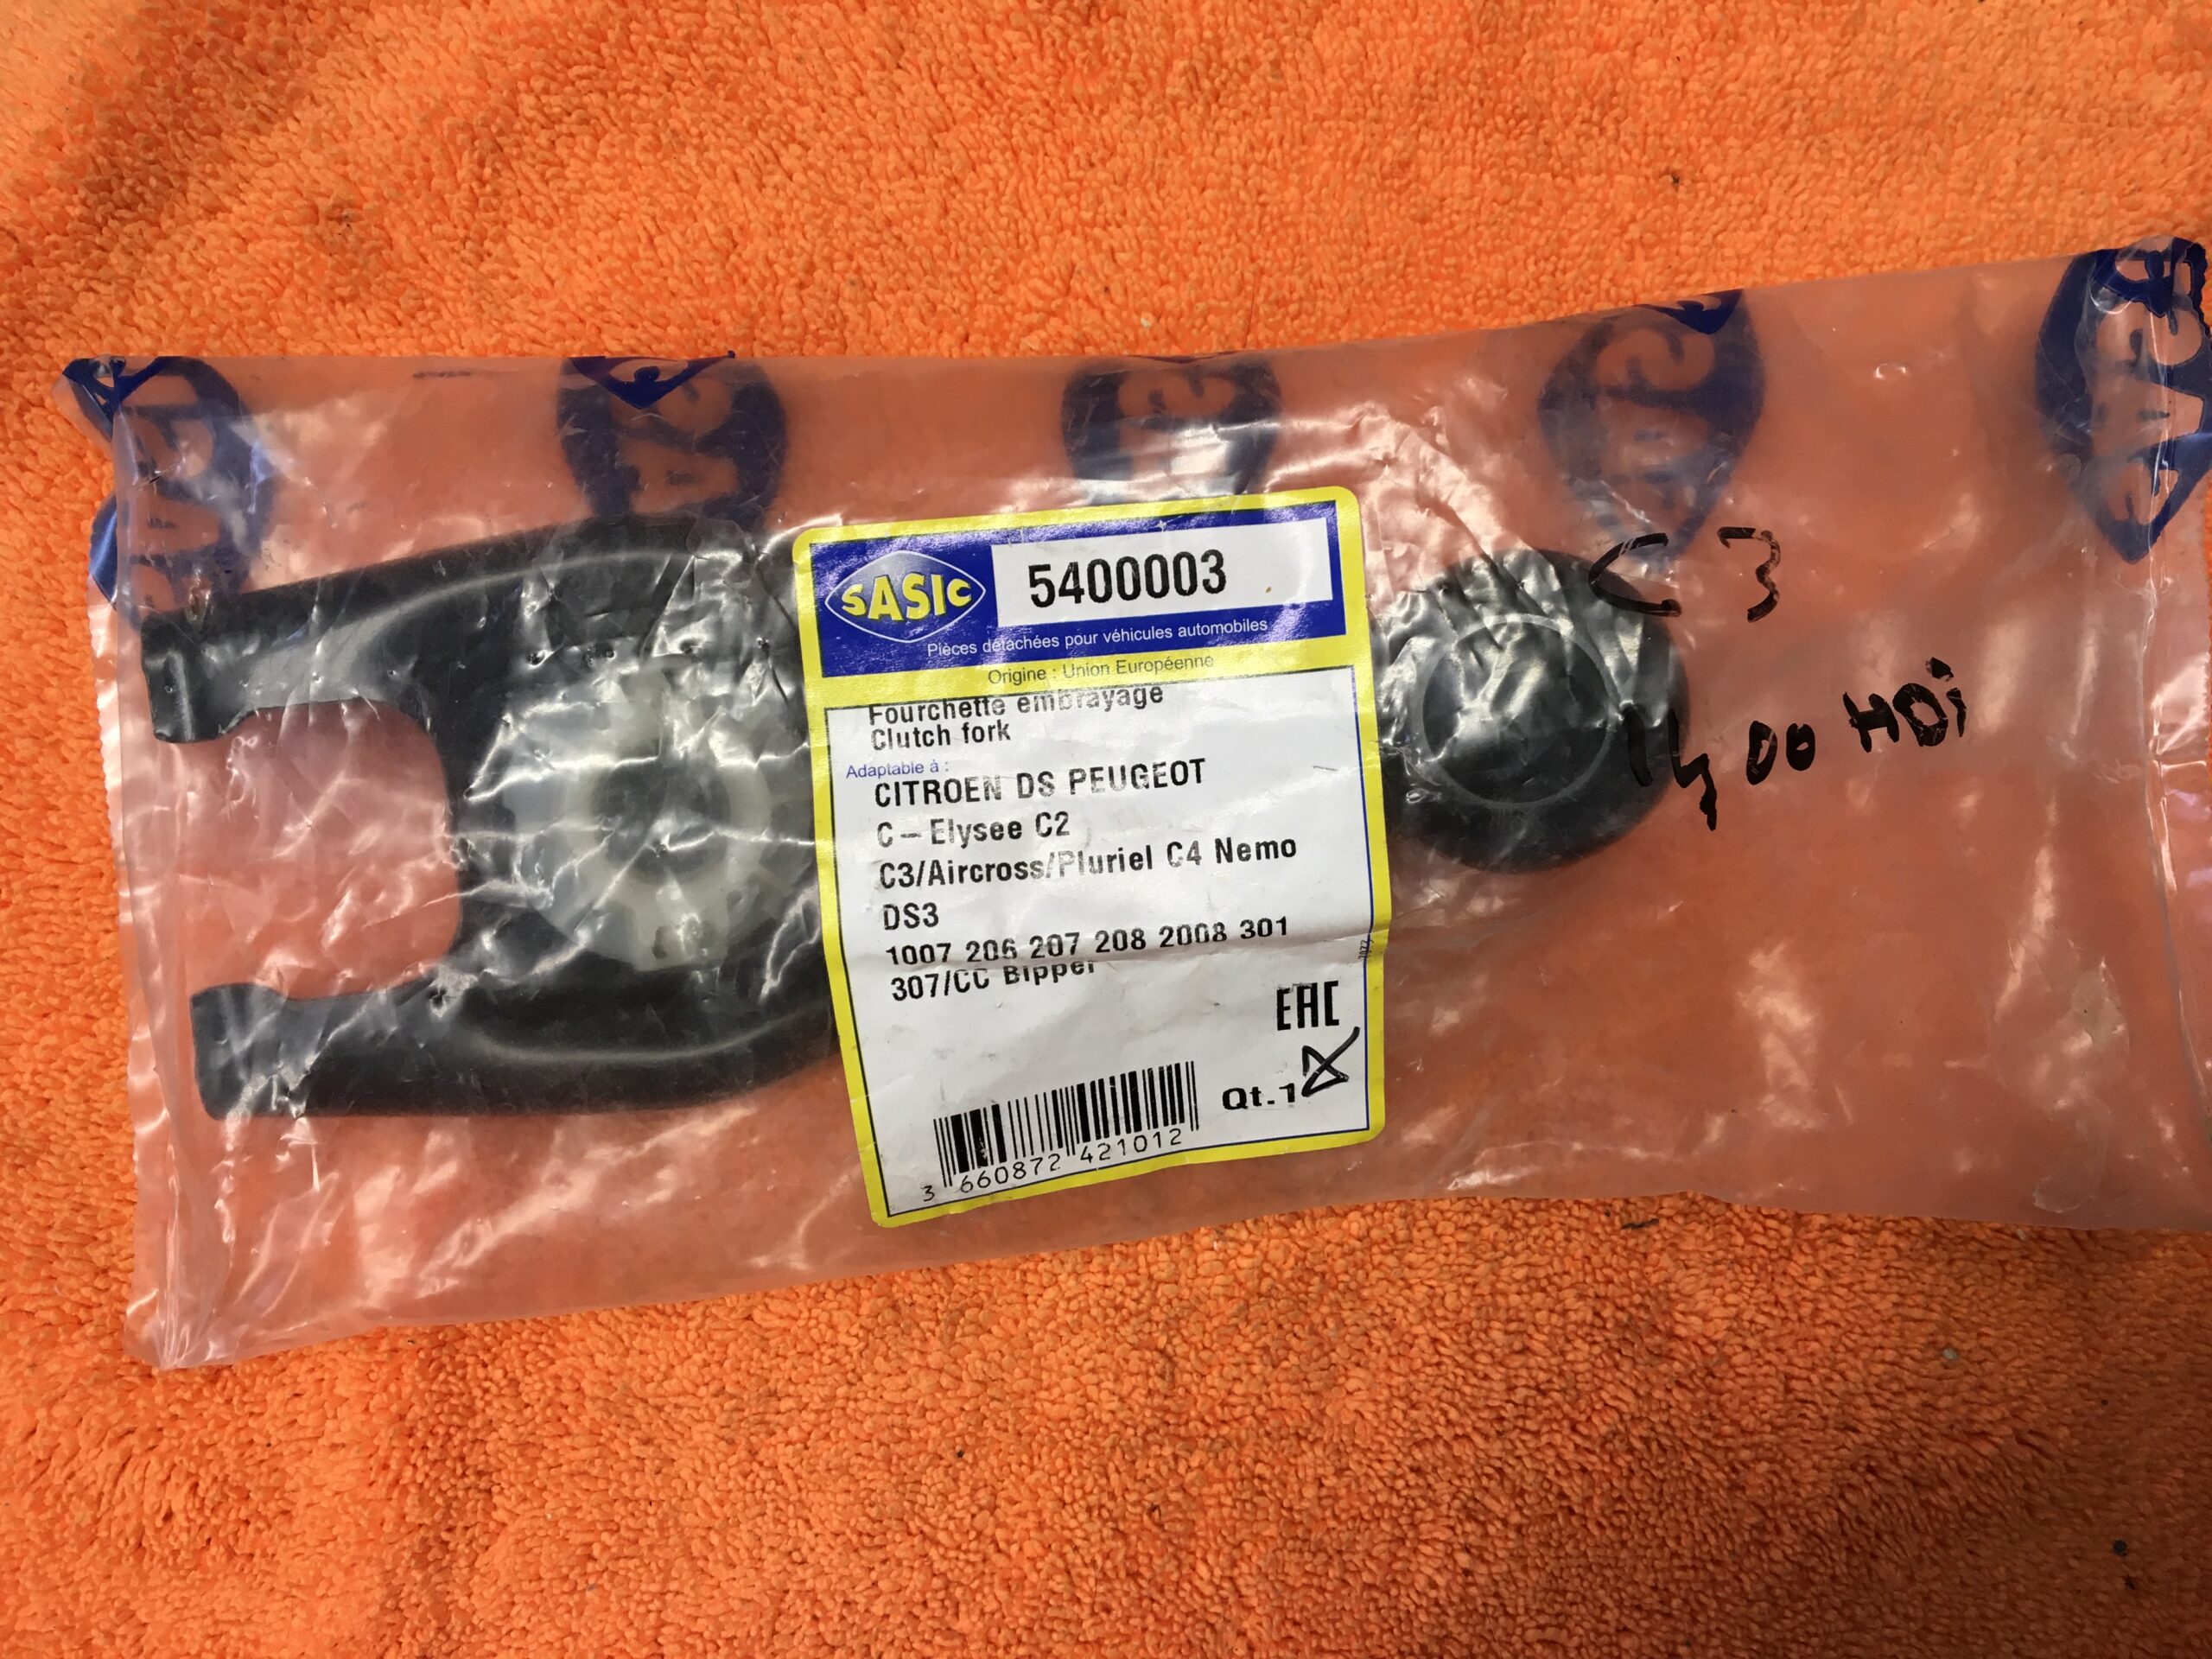 SASIC
5400003
Pièces détachées pour véhicules automobiles
Origine : Union Européenne
Fourchette embrayage
Clutch fork
Adaptable à :
CITROEN DS PEUGEOT
C-Elysee C2
C3/Aircross/Pluriel C4 Nemo
DS3
1007 206 207 208 2008 301
307/CC Bipper
EAC
Qt.1
3 660872 421012
C3
1400 HDi